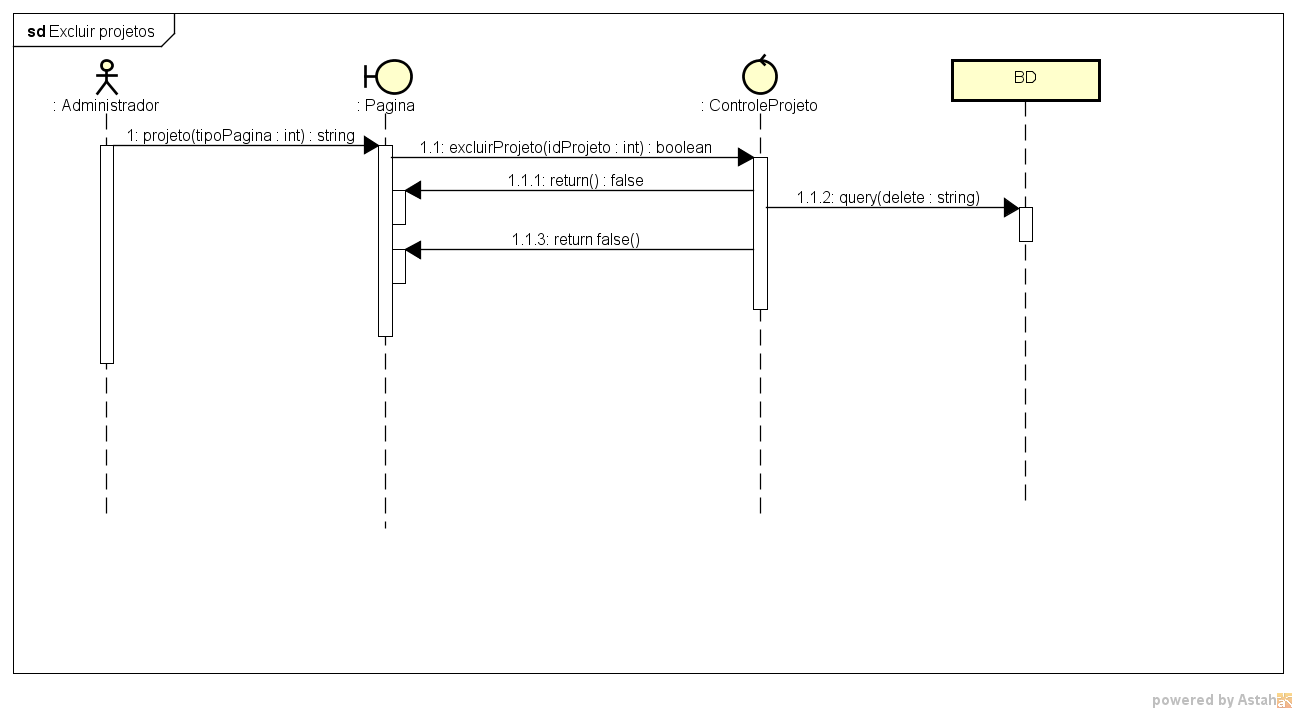 sd Excluir projetos
: Administrador
: Pagina
: ControleProjeto
BD
1: projeto(tipoPagina : int) : string
1.1: excluirProjeto(idProjeto : int) : boolean
1.1.1: return() : false
1.1.2: query(delete : string)
1.1.3: return false()
powered by Astah